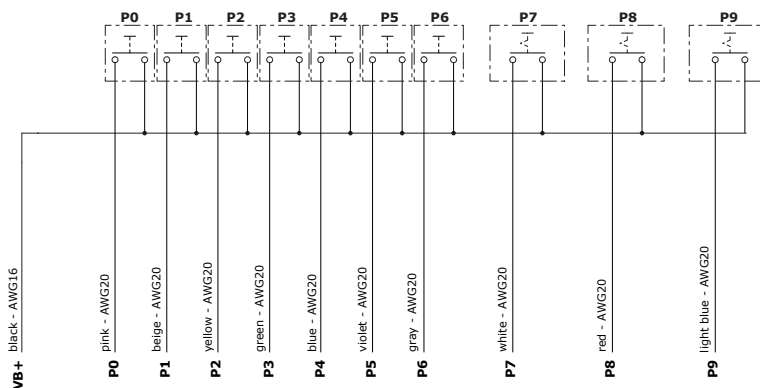 P0 P1 P2 P3 P4 P5 P6 P7 P8 P9
black - AWG16
pink - AWG20
beige - AWG20
yellow - AWG20
green - AWG20
blue - AWG20
violet - AWG20
gray - AWG20
white - AWG20
red - AWG20
light blue - AWG20
VB+ P0 P1 P2 P3 P4 P5 P6 P7 P8 P9